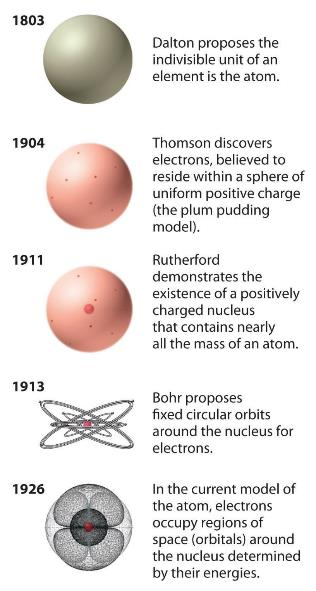 1803
Dalton proposes the
indivisible unit of an
element is the atom.
1904
Thomson discovers
electrons, believed to
reside within a sphere of
uniform positive charge
(the plum pudding
model).
1911
Rutherford
demonstrates the
existence of a positively
charged nucleus
that contains nearly
all the mass of an atom.
1913
Bohr proposes
fixed circular orbits
around the nucleus for
electrons.
1926
In the current model of
the atom, electrons
occupy regions of
space (orbitals) around
the nucleus determined
by their energies.